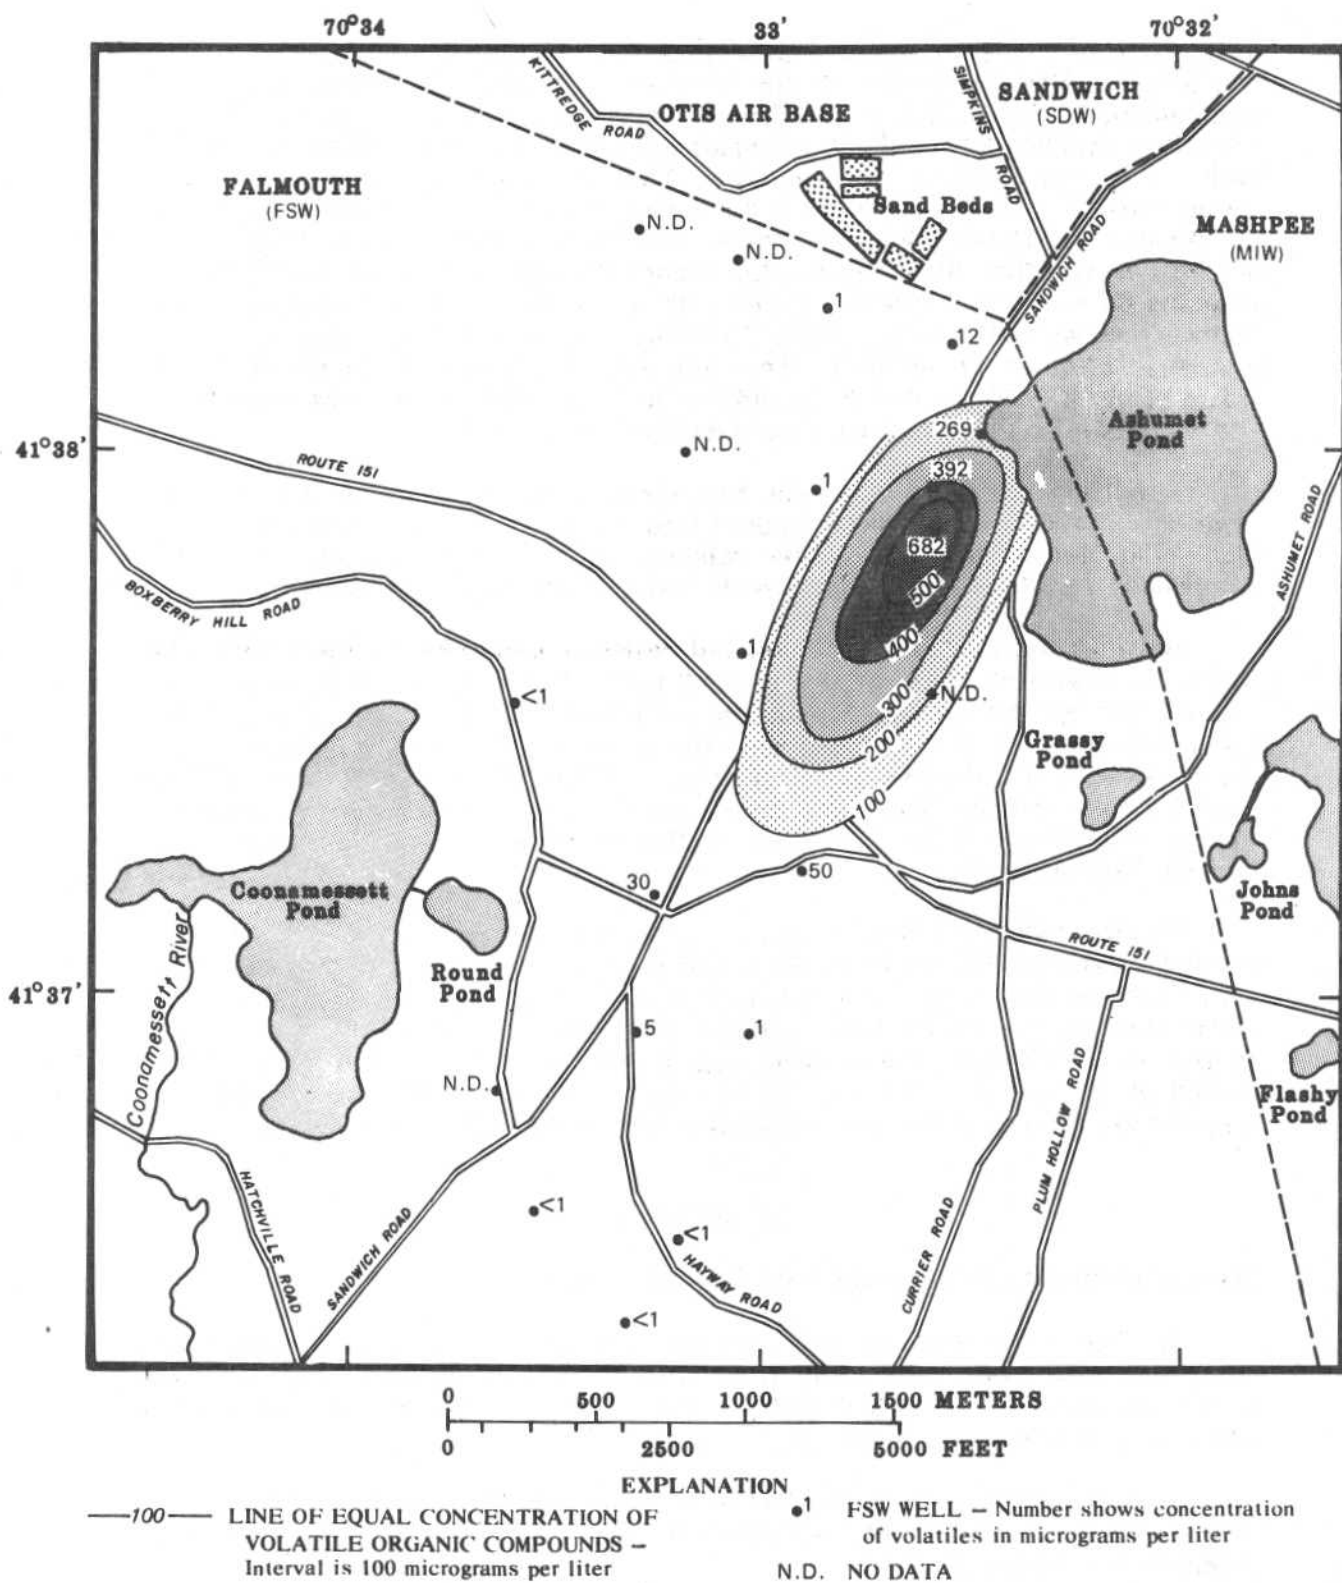 70°34
33'
70°32'
KITTREDGE ROAD
OTIS AIR BASE
SIMPKINS ROAD
SANDWICH
(SDW)
FALMOUTH
(FSW)
Sand Beds
MASHPEE
(MIW)
SANDWICH ROAD
N.D.
N.D.
1
12
41°38'
ROUTE 151
N.D.
269
Ashumet
Pond
1
392
ASHUMET ROAD
682
BOXBERRY HILL ROAD
500
400
1
<1
300
N.D.
200
Grassy
Pond
100
Coonamessett
Pond
30
50
Johns
Pond
Coonamessett River
Round
Pond
ROUTE 151
41°37'
5
1
N.D.
Flashy
Pond
PLUM HOLLOW ROAD
HATCHVILLE ROAD
SANDWICH ROAD
<1
<1
HAYWAY ROAD
CURRIER ROAD
<1
0 500 1000 1500 METERS
0 2500 5000 FEET
EXPLANATION
100 LINE OF EQUAL CONCENTRATION OF
VOLATILE ORGANIC COMPOUNDS –
Interval is 100 micrograms per liter
1 FSW WELL – Number shows concentration
of volatiles in micrograms per liter
N.D. NO DATA